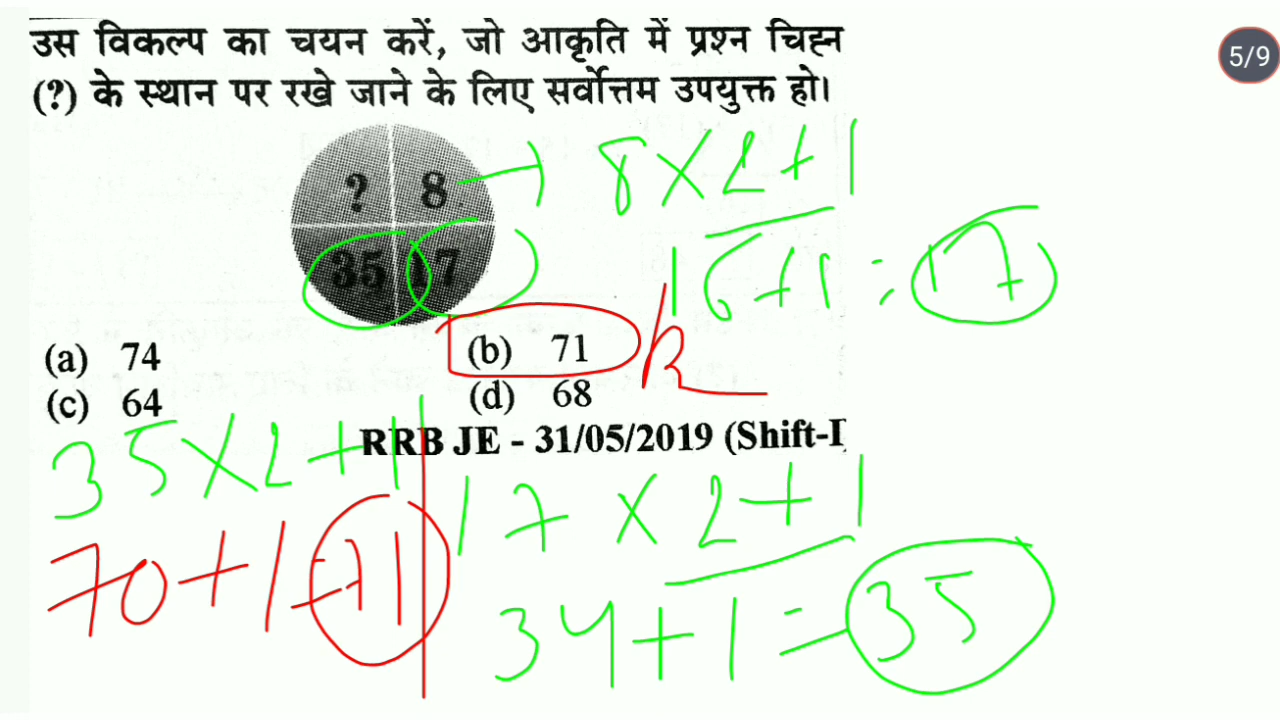 उस विकल्प का चयन करें, जो आकृति में प्रश्न चिह्न
(?) के स्थान पर रखे जाने के लिए सर्वोत्तम उपयुक्त हो।
5/9
? 8
35 17
8×2+1
16+1=17
(a) 74
(b) 71
(c) 64
(d) 68
RRB JE - 31/05/2019 (Shift-I
35×2+1
70+1=71
17×2+1
34+1=35